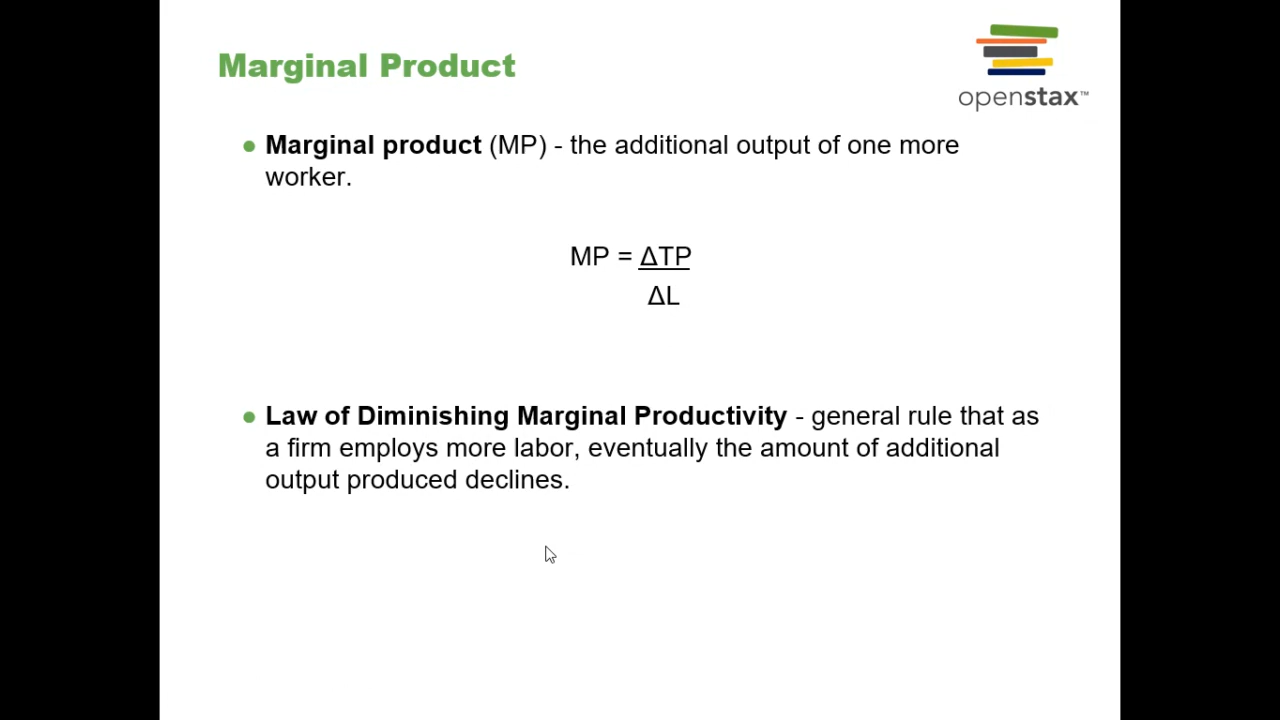 Marginal Product
openstax™
● Marginal product (MP) - the additional output of one more
worker.
MP = ΔTP
ΔL
● Law of Diminishing Marginal Productivity - general rule that as
a firm employs more labor, eventually the amount of additional
output produced declines.